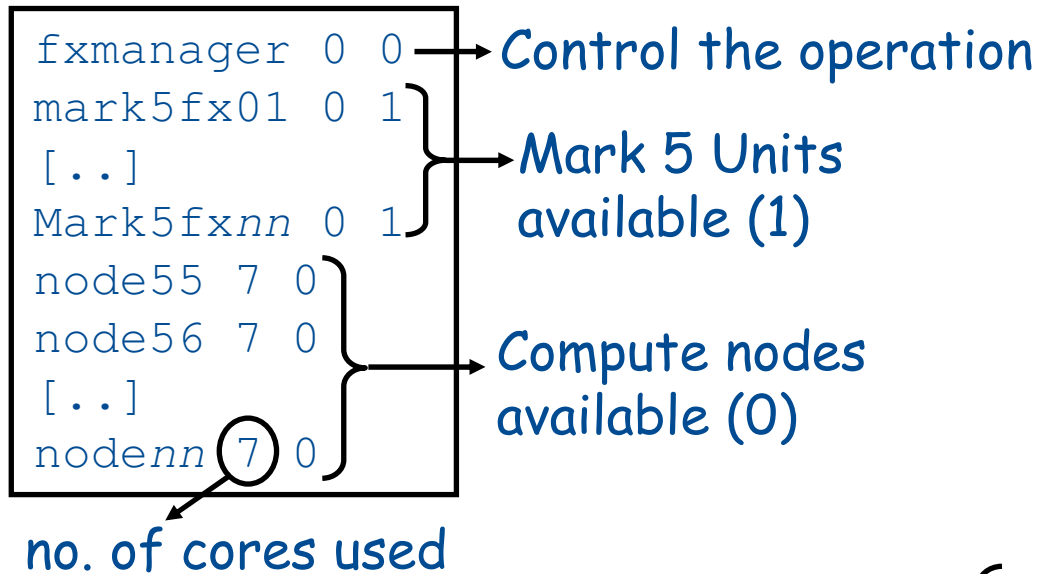 fxmanager 0 0
Control the operation
mark5fx01 0 1
[..]
Mark5fxnn 0 1
Mark 5 Units
available (1)
node55 7 0
node56 7 0
[..]
nodenn 7 0
Compute nodes
available (0)
no. of cores used